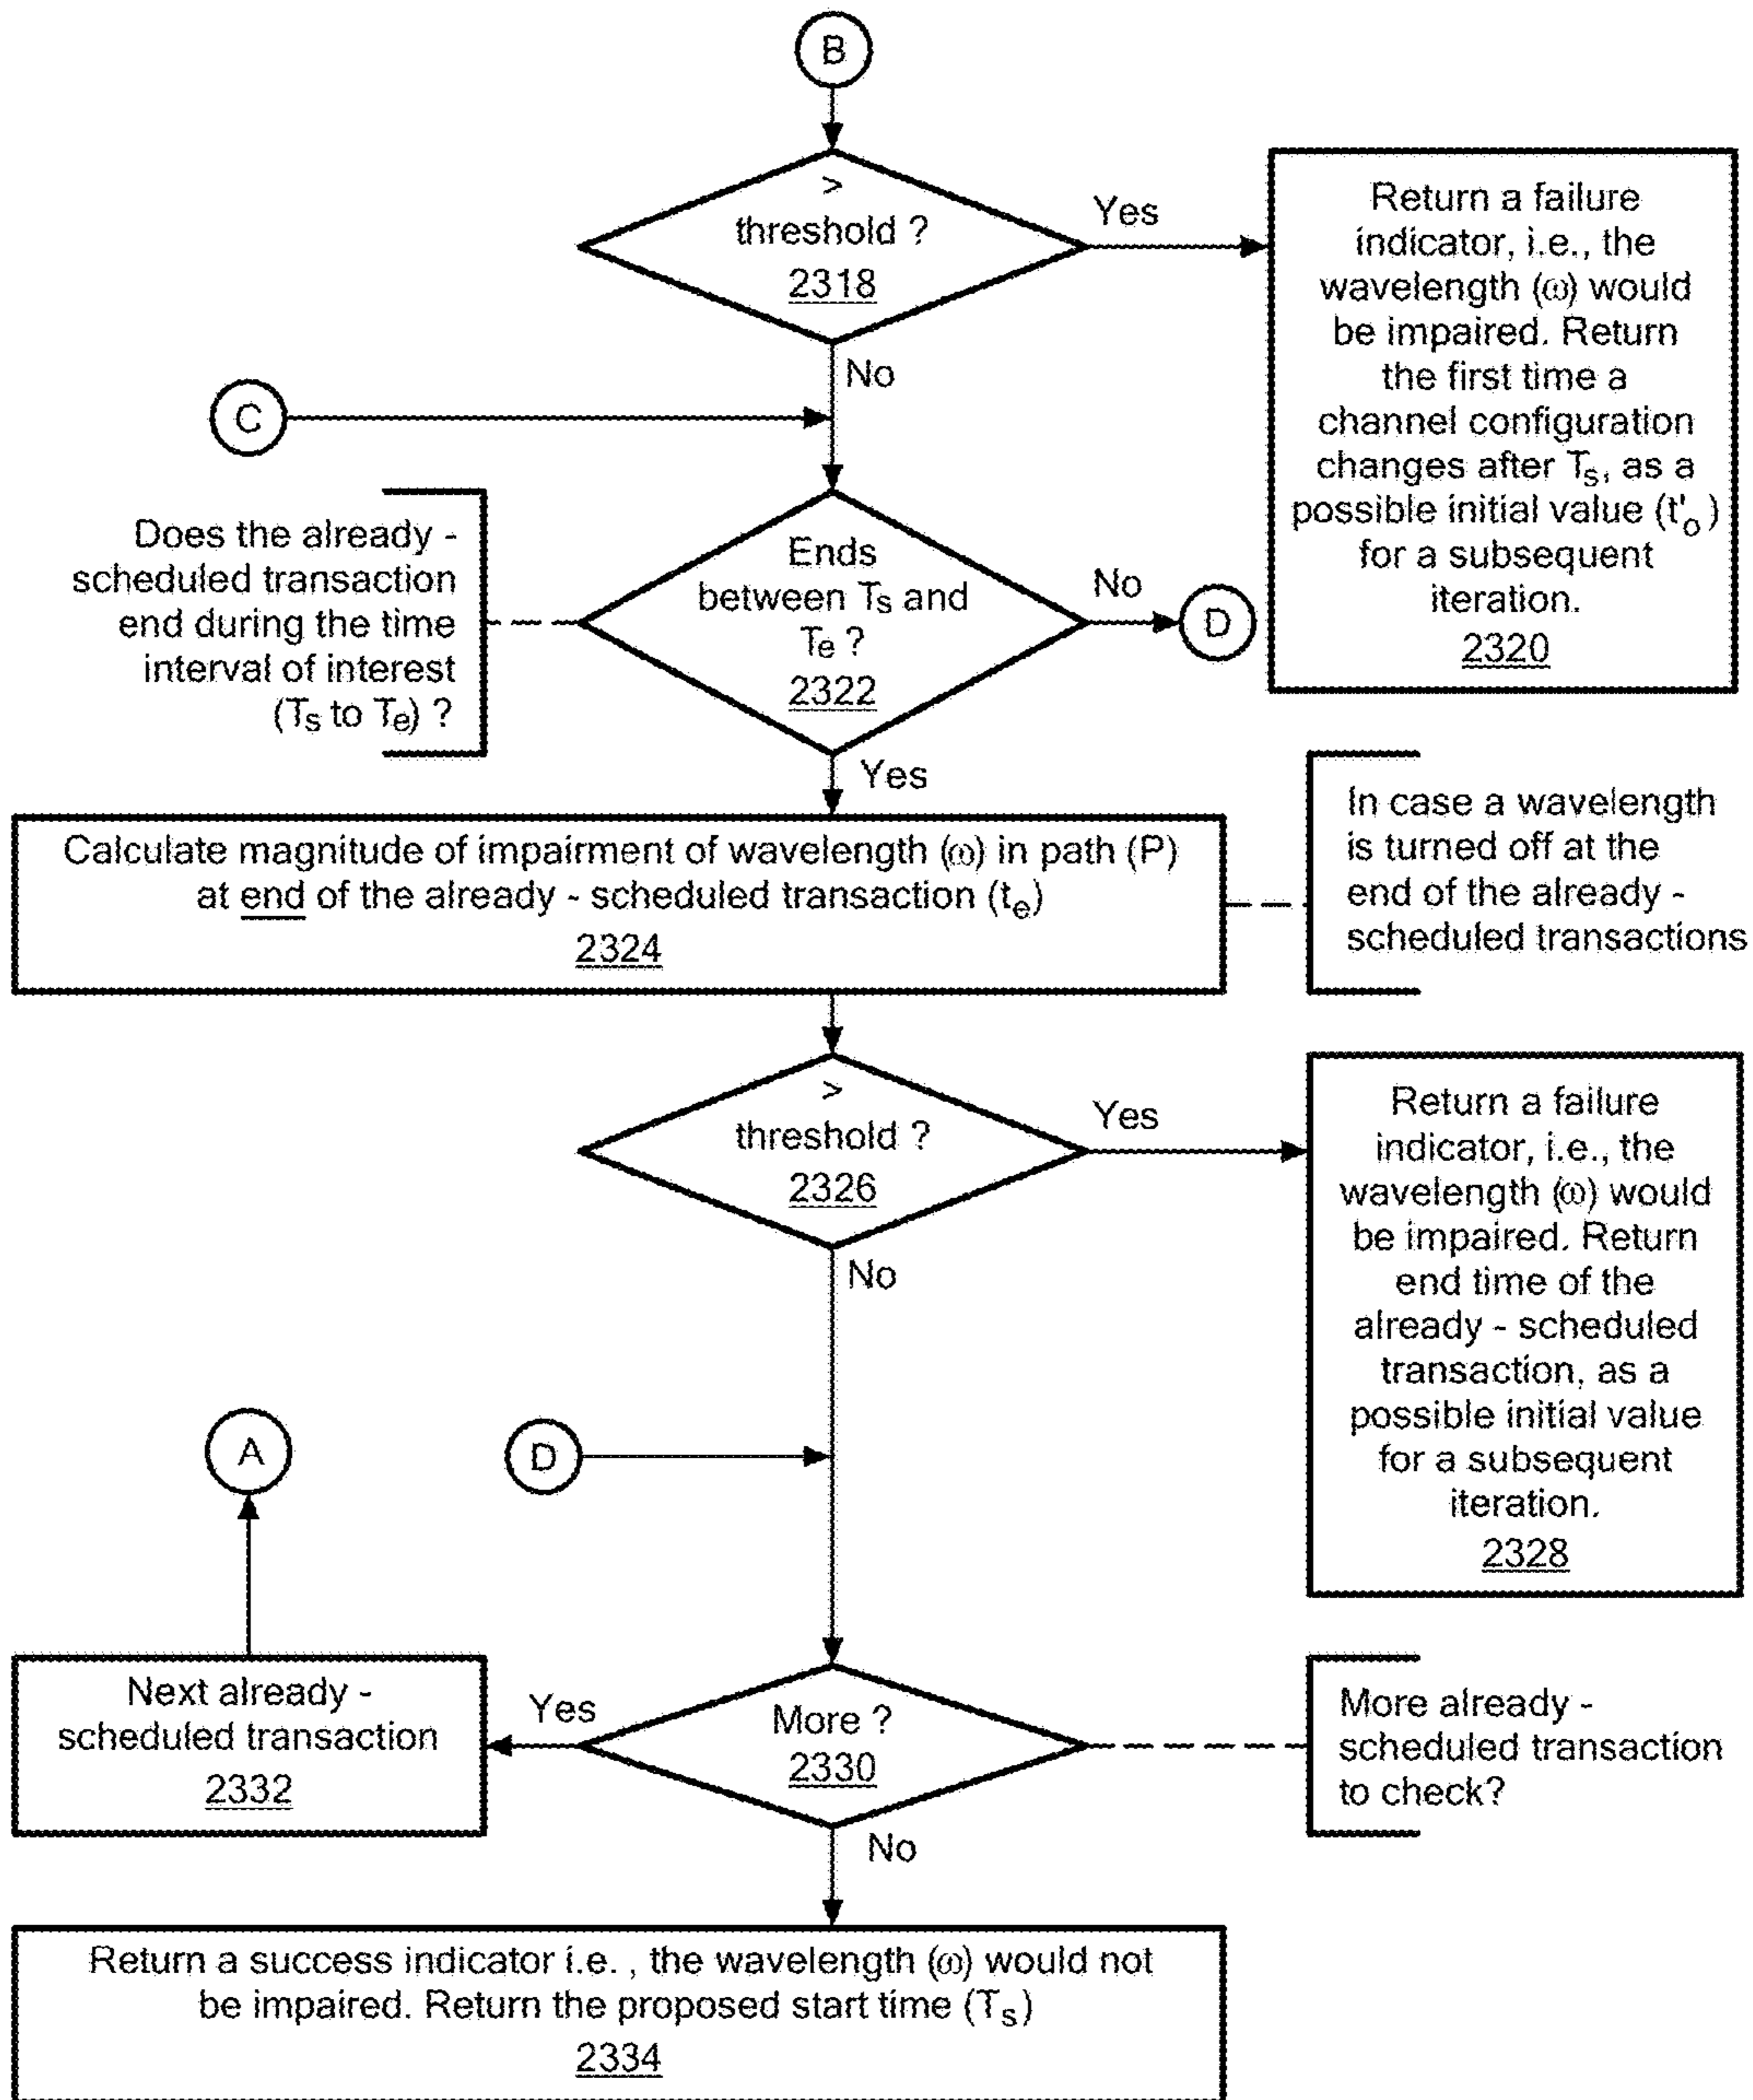 B
>
threshold ?
2318
Yes
No
Return a failure
indicator, i.e., the
wavelength (ω) would
be impaired. Return
the first time a
channel configuration
changes after Ts, as a
possible initial value (t'o)
for a subsequent
iteration.
2320
C
Does the already -
scheduled transaction
end during the time
interval of interest
(Ts to Te) ?
Ends
between Ts and
Te ?
2322
No
D
Yes
Calculate magnitude of impairment of wavelength (ω) in path (P)
at end of the already - scheduled transaction (te)
2324
In case a wavelength
is turned off at the
end of the already -
scheduled transactions
>
threshold ?
2326
Yes
No
Return a failure
indicator, i.e., the
wavelength (ω) would
be impaired. Return
end time of the
already - scheduled
transaction, as a
possible initial value
for a subsequent
iteration.
2328
A
D
Next already -
scheduled transaction
2332
Yes
More ?
2330
No
More already -
scheduled transaction
to check?
Return a success indicator i.e. , the wavelength (ω) would not
be impaired. Return the proposed start time (Ts)
2334